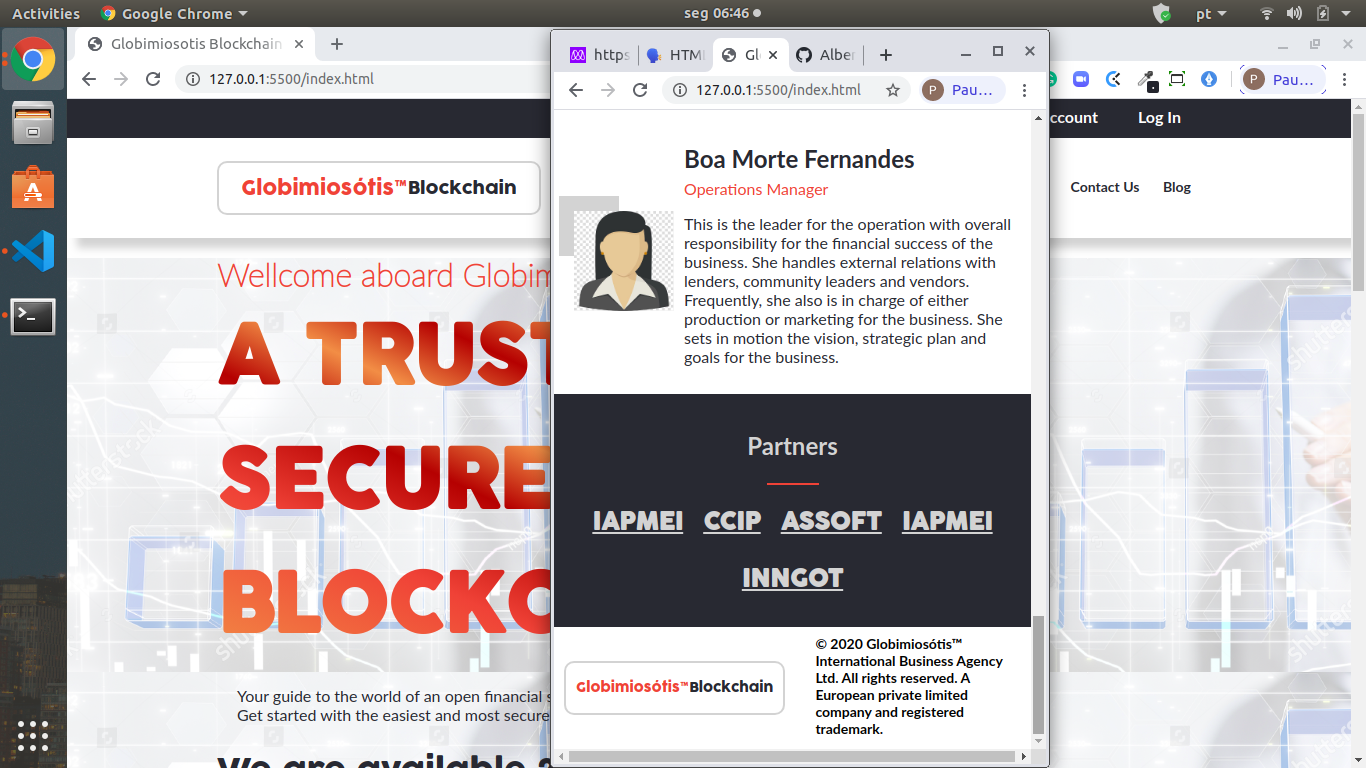 Activities
Google Chrome
seg 06:46
pt
Globimiosotis Blockchain
127.0.0.1:5500/index.html
P
Pau…
ccount
Log In
Globimiosótis™Blockchain
Contact Us
Blog
Wellcome aboard Globim
A TRUST
SECURE
BLOCKC
Your guide to the world of an open financial s
Get started with the easiest and most secure
We are available 2
shutterstock
https
HTM
Gl
Alber
127.0.0.1:5500/index.html
P
Pau…
Boa Morte Fernandes
Operations Manager
This is the leader for the operation with overall
responsibility for the financial success of the
business. She handles external relations with
lenders, community leaders and vendors.
Frequently, she also is in charge of either
production or marketing for the business. She
sets in motion the vision, strategic plan and
goals for the business.
Partners
IAPMEI CCIP ASSOFT IAPMEI
INNGOT
Globimiosótis™Blockchain
© 2020 Globimiosótis™
International Business Agency
Ltd. All rights reserved. A
European private limited
company and registered
trademark.